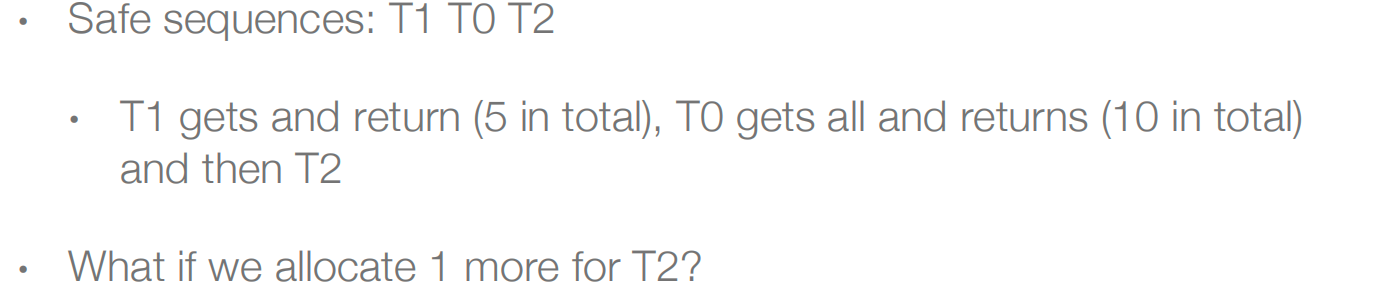 • Safe sequences: T1 T0 T2
• T1 gets and return (5 in total), T0 gets all and returns (10 in total)
and then T2
• What if we allocate 1 more for T2?